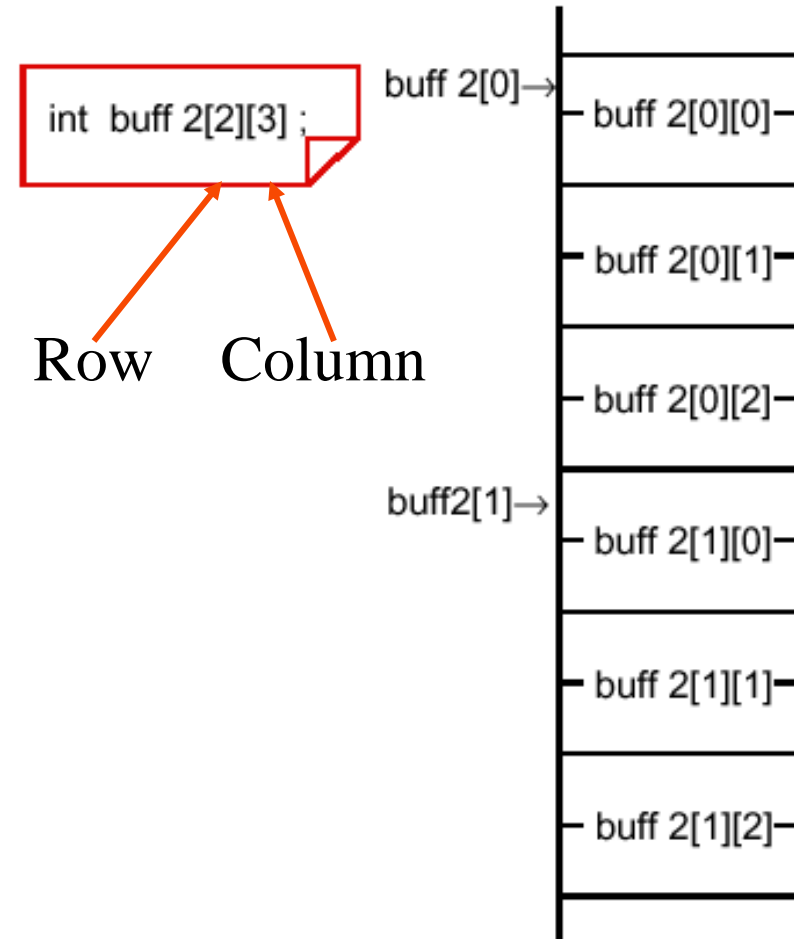 int buff 2[2][3] ;
Row Column
buff 2[0]→
buff 2[0][0]
buff 2[0][1]
buff 2[0][2]
buff2[1]→
buff 2[1][0]
buff 2[1][1]
buff 2[1][2]